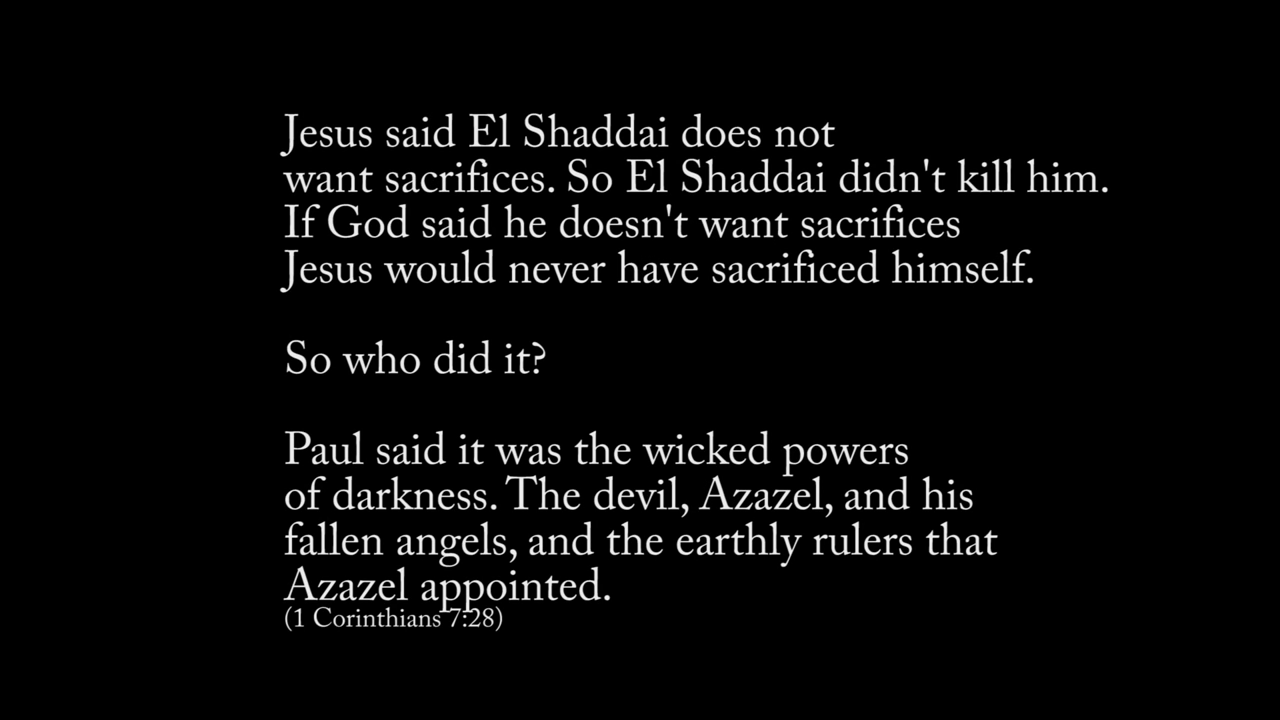 Jesus said El Shaddai does not
want sacrifices. So El Shaddai didn't kill him.
If God said he doesn't want sacrifices
Jesus would never have sacrificed himself.
So who did it?
Paul said it was the wicked powers
of darkness. The devil, Azazel, and his
fallen angels, and the earthly rulers that
Azazel appointed.
(1 Corinthians 7:28)